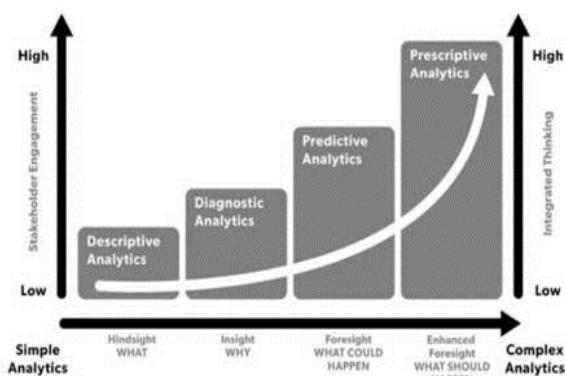 High
Stakeholder Engagement
Low
Descriptive
Analytics
Diagnostic
Analytics
Predictive
Analytics
Prescriptive
Analytics
High
Integrated Thinking
Low
Simple
Analytics
Hindsight
WHAT
Insight
WHY
Foresight
WHAT COULD
HAPPEN
Enhanced
Foresight
WHAT SHOULD
Complex
Analytics